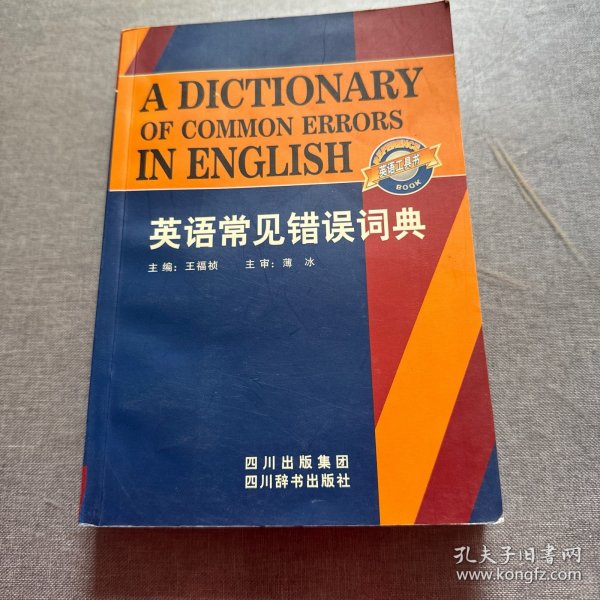 A DICTIONARY
OF COMMON ERRORS
IN ENGLISH
REFERENCE
英语工具书
BOOK
英语常见错误词典
主编：王福祯 主审：薄 冰
四川出版集团
四川辞书出版社
孔夫子旧书网
www.kongfz.com